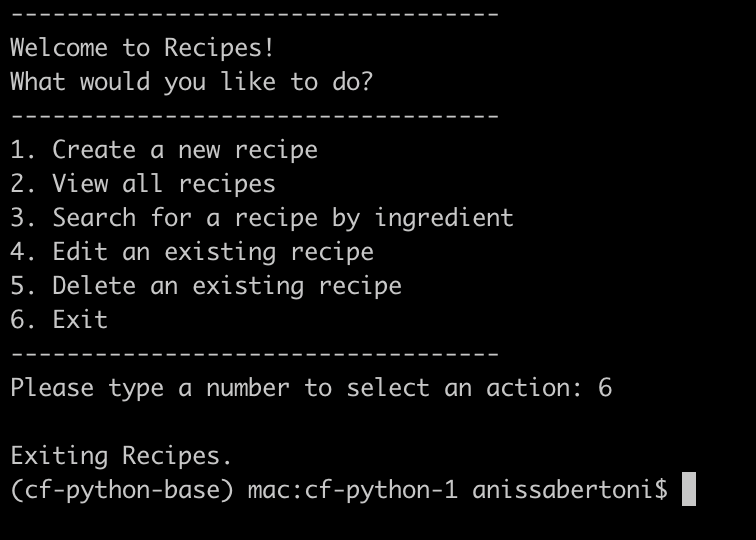 -----------------------------------
Welcome to Recipes!
What would you like to do?
-----------------------------------
1. Create a new recipe
2. View all recipes
3. Search for a recipe by ingredient
4. Edit an existing recipe
5. Delete an existing recipe
6. Exit
-----------------------------------
Please type a number to select an action: 6
Exiting Recipes.
(cf-python-base) mac:cf-python-1 anissabertoni$